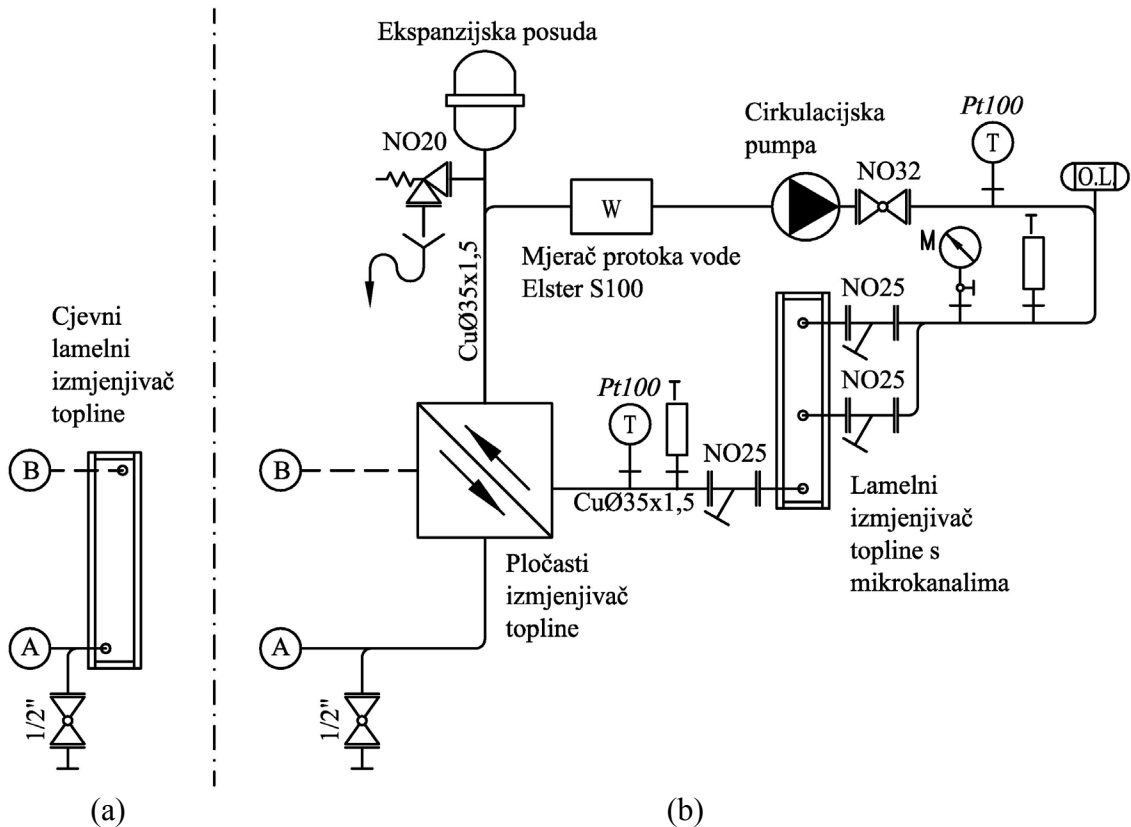 Ekspanzijska posuda
NO20
Cirkulacijska
pumpa
Pt100
T
NO32
O.L.
W
M
T
Mjerač protoka vode
Elster S100
CuØ35x1,5
NO25
NO25
Cjevni
lamelni
izmjenjivač
topline
Pt100
T
T
NO25
CuØ35x1,5
B
B
Lamelni
izmjenjivač
topline s
mikrokanalima
Pločasti
izmjenjivač
topline
A
A
1/2"
1/2"
(a)
(b)